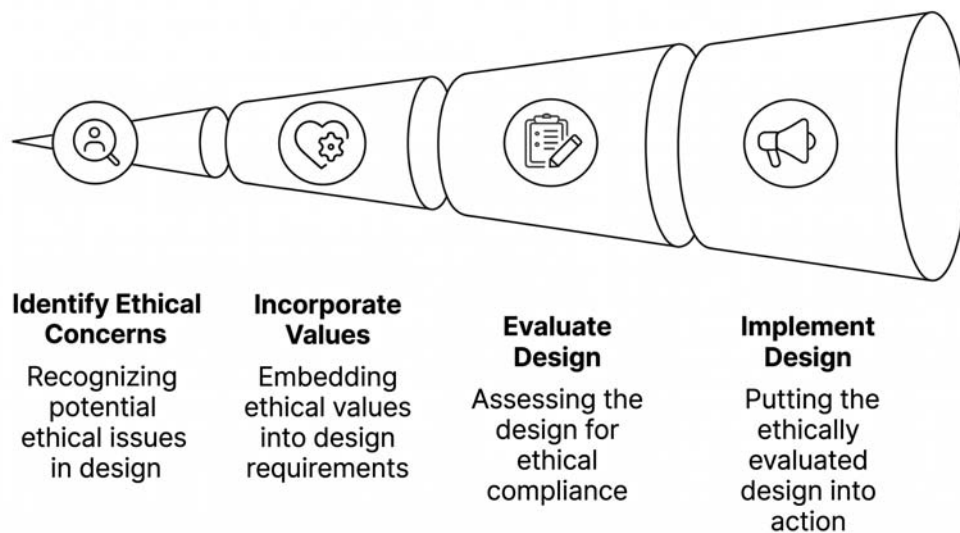 Identify Ethical
Concerns
Recognizing
potential
ethical issues
in design
Incorporate
Values
Embedding
ethical values
into design
requirements
Evaluate
Design
Assessing the
design for
ethical
compliance
Implement
Design
Putting the
ethically
evaluated
design into
action